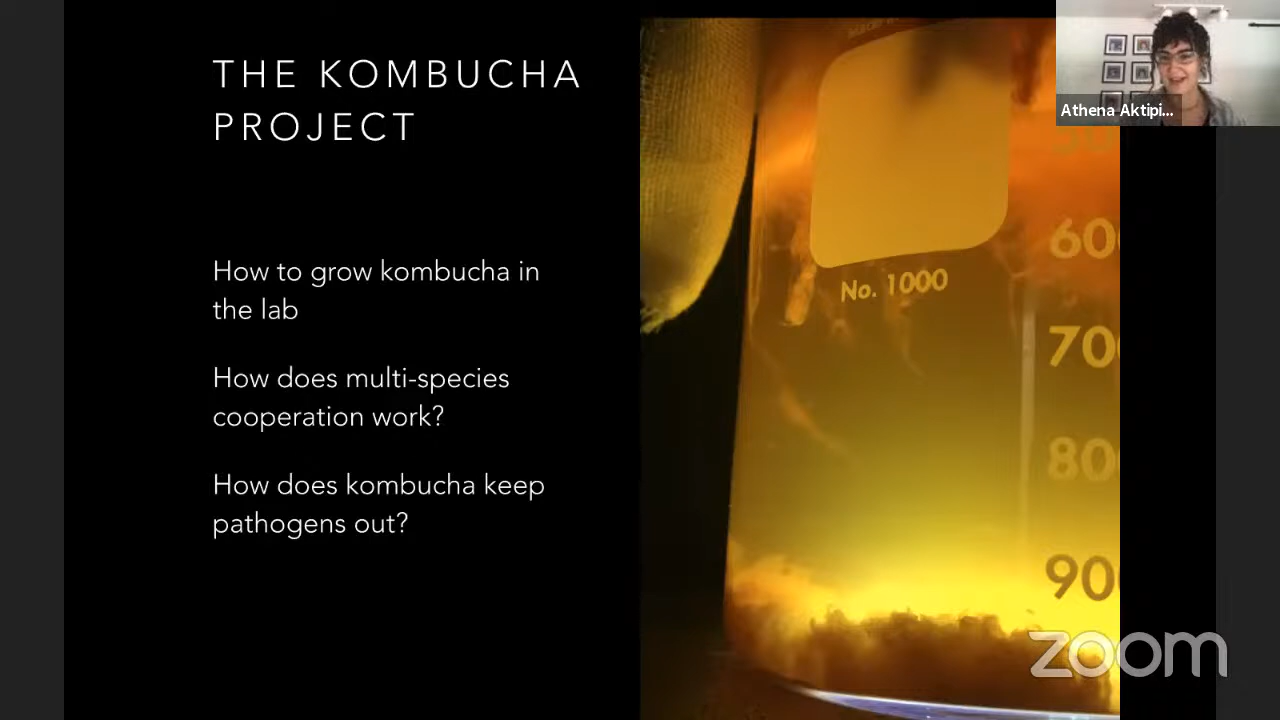 THE KOMBUCHA
PROJECT
How to grow kombucha in
the lab
How does multi-species
cooperation work?
How does kombucha keep
pathogens out?
No. 1000
600
700
800
900
Athena Aktipi...
zoom